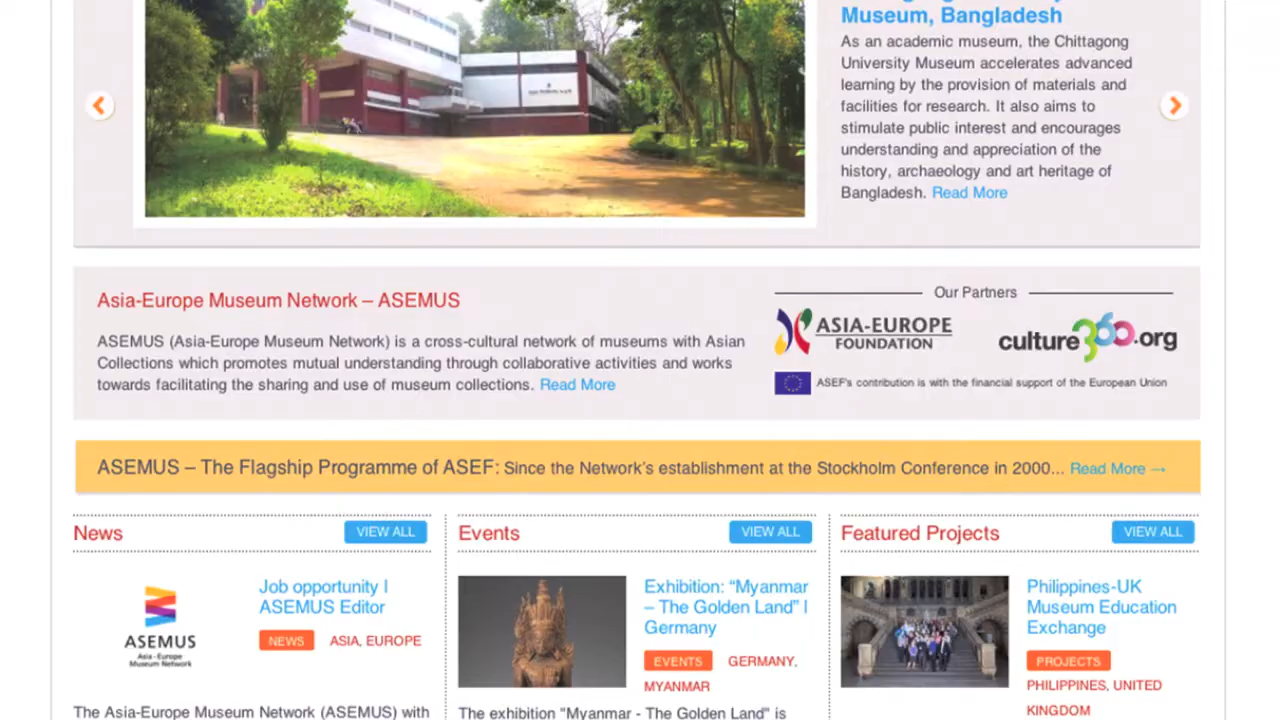 Museum, Bangladesh
As an academic museum, the Chittagong
University Museum accelerates advanced
learning by the provision of materials and
facilities for research. It also aims to
stimulate public interest and encourages
understanding and appreciation of the
history, archaeology and art heritage of
Bangladesh. Read More
Asia-Europe Museum Network – ASEMUS
ASEMUS (Asia-Europe Museum Network) is a cross-cultural network of museums with Asian
Collections which promotes mutual understanding through collaborative activities and works
towards facilitating the sharing and use of museum collections. Read More
Our Partners
ASIA-EUROPE
FOUNDATION
culture360.org
ASEF's contribution is with the financial support of the European Union
ASEMUS – The Flagship Programme of ASEF: Since the Network's establishment at the Stockholm Conference in 2000... Read More →
News
VIEW ALL
ASEMUS
Asia - Europe
Museum Network
Job opportunity I
ASEMUS Editor
NEWS ASIA, EUROPE
The Asia-Europe Museum Network (ASEMUS) with
Events
VIEW ALL
Exhibition: “Myanmar
– The Golden Land” I
Germany
EVENTS GERMANY,
MYANMAR
The exhibition "Myanmar - The Golden Land" is
Featured Projects
VIEW ALL
Philippines-UK
Museum Education
Exchange
PROJECTS
PHILIPPINES, UNITED
KINGDOM